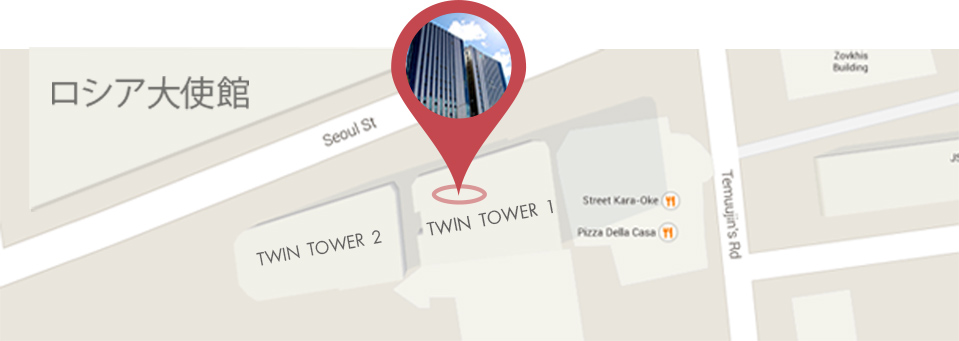 Zovkhis
Building
ロシア大使館
Seoul St
JS
Temuujin's Rd
Street Kara-Oke
TWIN TOWER 1
Pizza Della Casa
TWIN TOWER 2